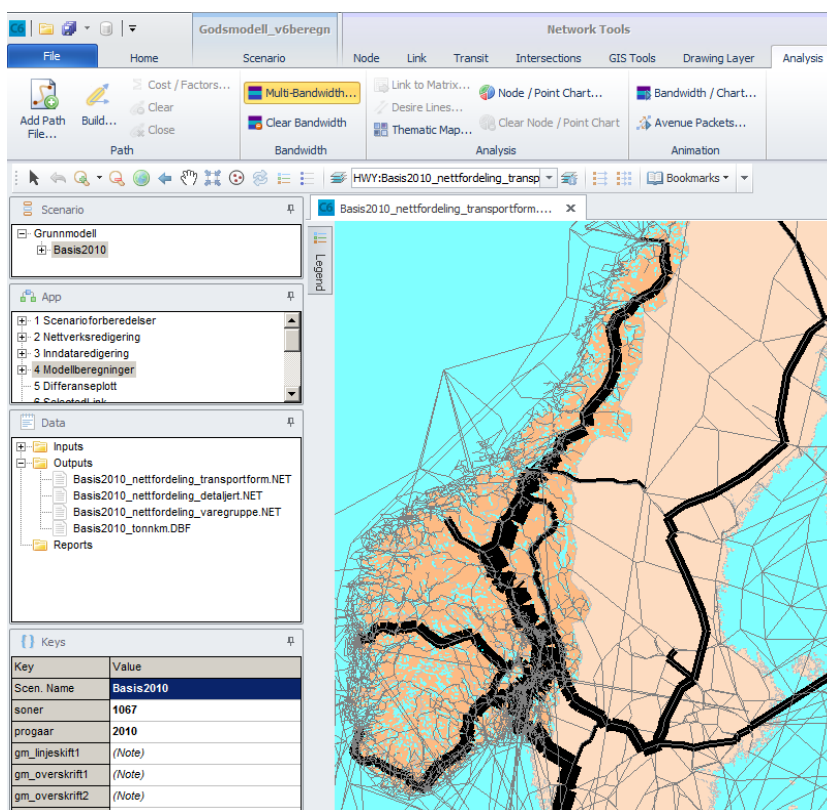 C6
Godsmodell_v6beregn
Network Tools
File
Home
Scenario
Node
Link
Transit
Intersections
GIS Tools
Drawing Layer
Analysis
Add Path File...
Build...
Cost / Factors...
Clear
Close
Path
Multi-Bandwidth...
Clear Bandwidth
Bandwidth
Link to Matrix...
Desire Lines...
Thematic Map...
Node / Point Chart...
Clear Node / Point Chart
Analysis
Bandwidth / Chart...
Avenue Packets...
Animation
HWY:Basis2010_nettfordeling_transp
Bookmarks
Scenario
Grunnmodell
Basis2010
App
1 Scenarioforberedelser
2 Nettverksredigering
3 Inndataredigering
4 Modellberegninger
5 Differanseplott
6 SelectedLink
Data
Inputs
Outputs
Basis2010_nettfordeling_transportform.NET
Basis2010_nettfordeling_detaljert.NET
Basis2010_nettfordeling_varegruppe.NET
Basis2010_tonnkm.DBF
Reports
Keys
Key Value
Scen. Name Basis2010
soner 1067
progaar 2010
gm_linjeskift1 (Note)
gm_overskrift1 (Note)
gm_overskrift2 (Note)
C6 Basis2010_nettfordeling_transportform....
Legend